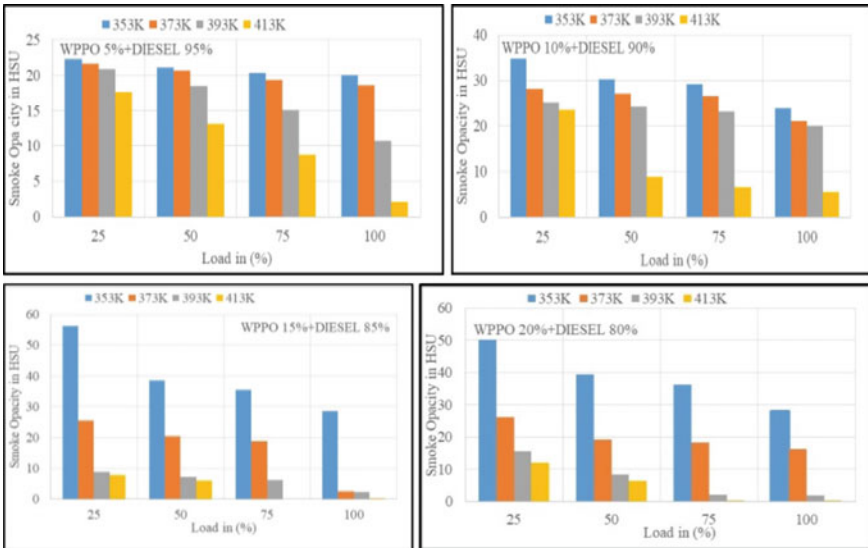 353K 373K 393K 413K
WPPO 5%+DIESEL 95%
Smoke Opa city in HSU
25
20
15
10
5
0
25 50 75 100
Load in (%)
353K 373K 393K 413K
WPPO 10%+DIESEL 90%
Smoke Opacity in HSU
40
30
20
10
0
25 50 75 100
Load in (%)
353K 373K 393K 413K
WPPO 15%+DIESEL 85%
Smoke Opacity in HSU
60
50
40
30
20
10
0
25 50 75 100
Load in (%)
353K 373K 393K 413K
WPPO 20%+DIESEL 80%
Smoke Opacity in HSU
60
50
40
30
20
10
0
25 50 75 100
Load in (%)